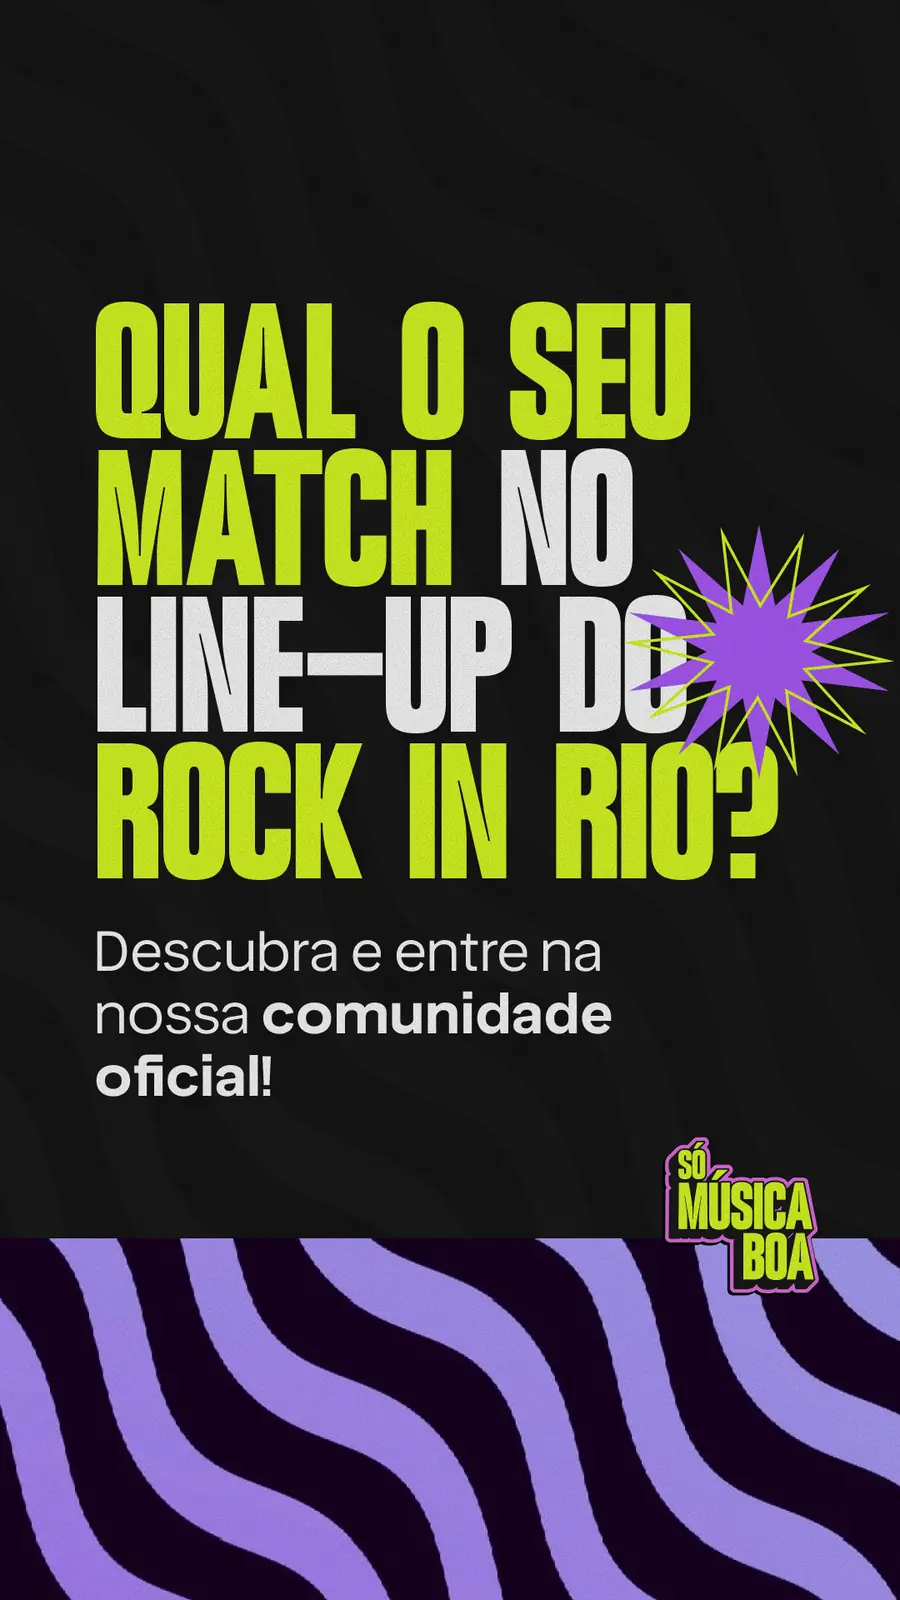 QUAL O SEU
MATCH NO
LINE-UP DO
ROCK IN RIO?
Descubra e entre na
nossa comunidade
oficial!
SÓ
MÚSICA
BOA